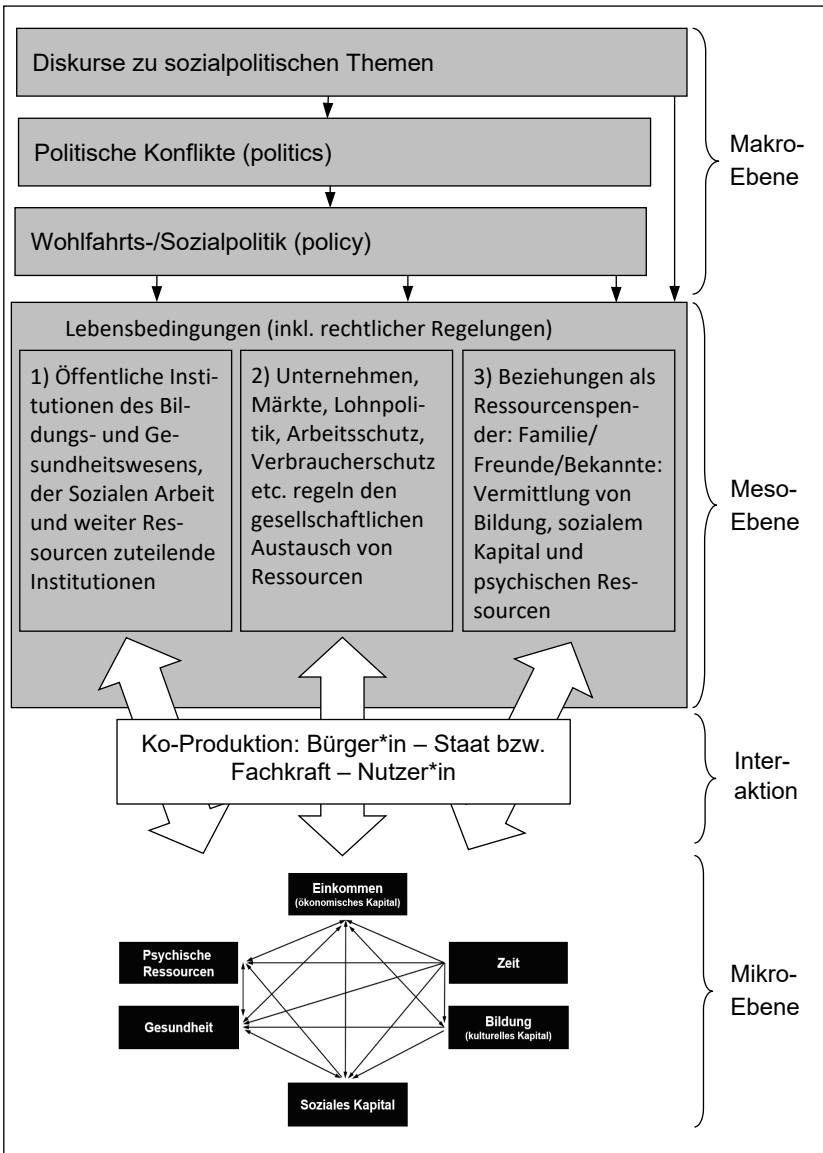 Diskurse zu sozialpolitischen Themen
Politische Konflikte (politics)
Wohlfahrts-/Sozialpolitik (policy)
Makro-
Ebene
Lebensbedingungen (inkl. rechtlicher Regelungen)
1) Öffentliche Insti-
tutionen des Bil-
dungs- und Ge-
sundheitswesens,
der Sozialen Arbeit
und weiter Res-
sourcen zuteilende
Institutionen
2) Unternehmen,
Märkte, Lohnpoli-
tik, Arbeitsschutz,
Verbraucherschutz
etc. regeln den
gesellschaftlichen
Austausch von
Ressourcen
3) Beziehungen als
Ressourcenspen-
der: Familie/
Freunde/Bekannte:
Vermittlung von
Bildung, sozialem
Kapital und
psychischen Res-
sourcen
Meso-
Ebene
Ko-Produktion: Bürger*in – Staat bzw.
Fachkraft – Nutzer*in
Inter-
aktion
Einkommen
(ökonomisches Kapital)
Psychische
Ressourcen
Zeit
Gesundheit
Bildung
(kulturelles Kapital)
Soziales Kapital
Mikro-
Ebene